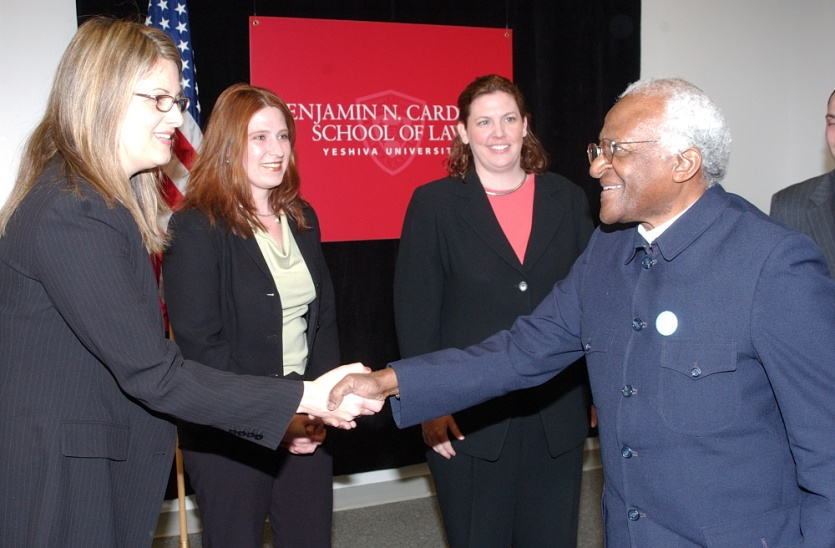 ENJAMIN N. CARD
SCHOOL OF LAW
YESHIVA UNIVERSIT